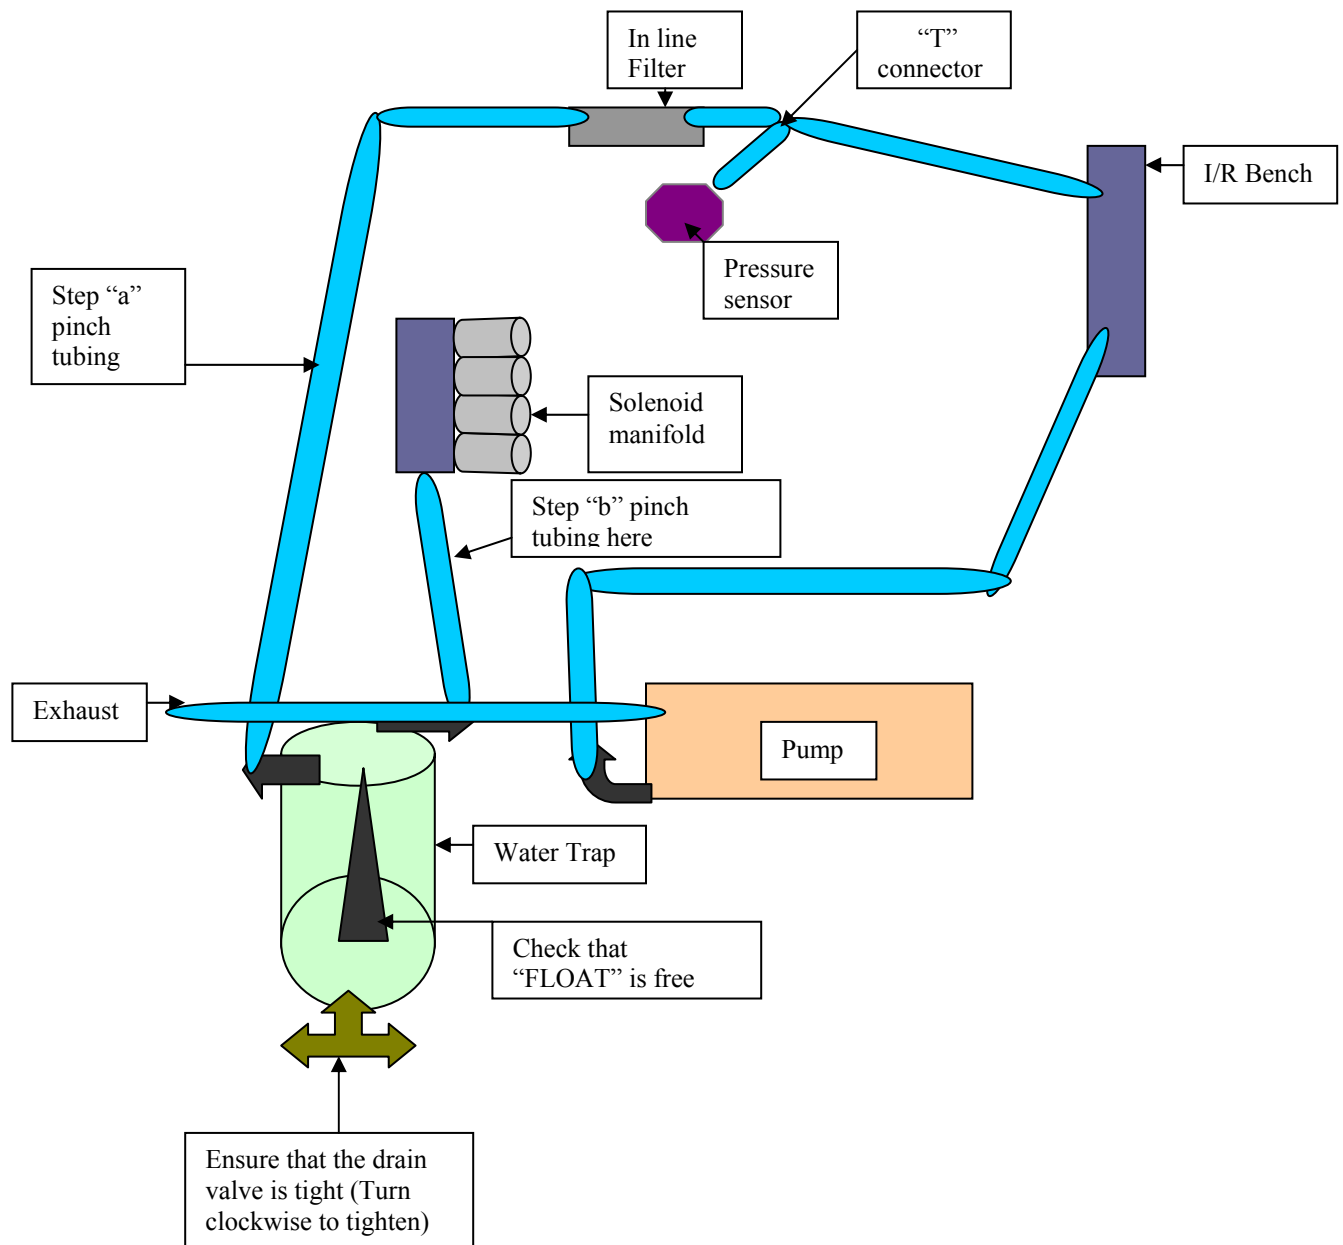 In line
Filter
“T”
connector
I/R Bench
Pressure
sensor
Step “a”
pinch
tubing
Solenoid
manifold
Step “b” pinch
tubing here
Exhaust
Pump
Water Trap
Check that
“FLOAT” is free
Ensure that the drain
valve is tight (Turn
clockwise to tighten)